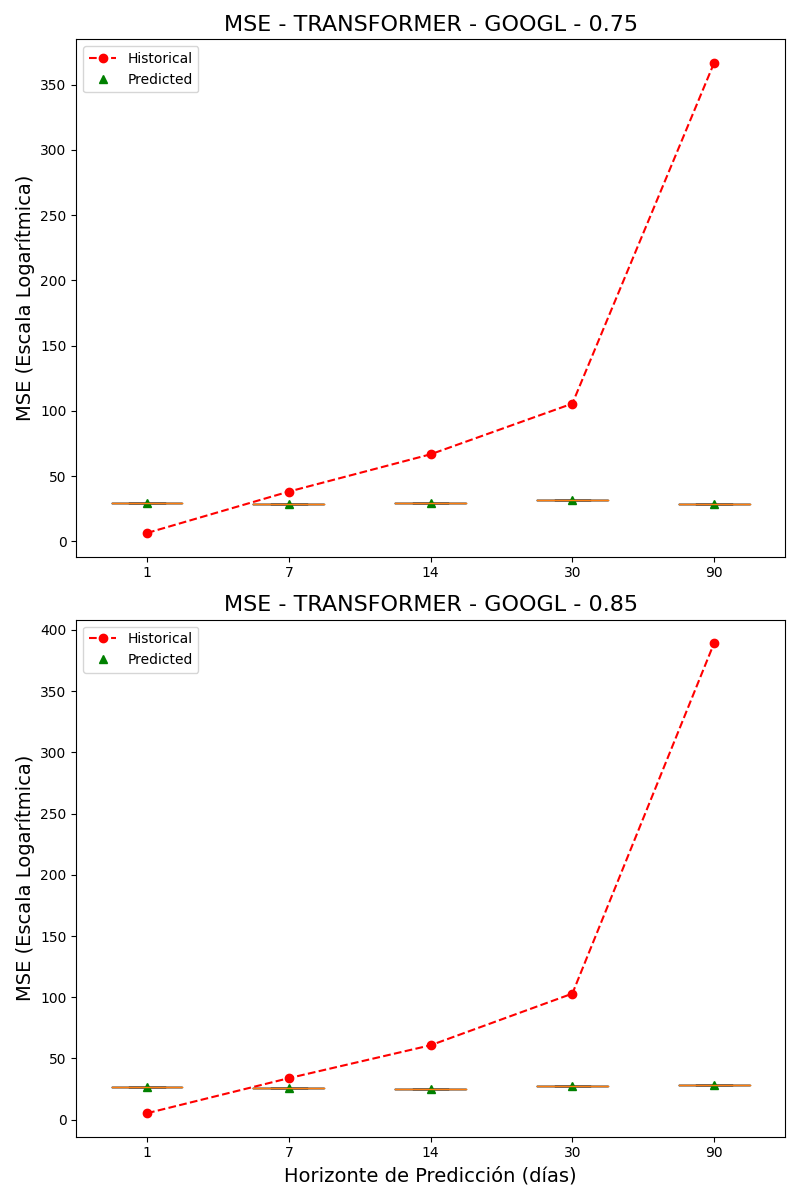 MSE - TRANSFORMER - GOOGL - 0.75
Historical
Predicted
MSE (Escala Logarítmica)
350
300
250
200
150
100
50
0
1 7 14 30 90
MSE - TRANSFORMER - GOOGL - 0.85
Historical
Predicted
MSE (Escala Logarítmica)
400
350
300
250
200
150
100
50
0
1 7 14 30 90
Horizonte de Predicción (días)